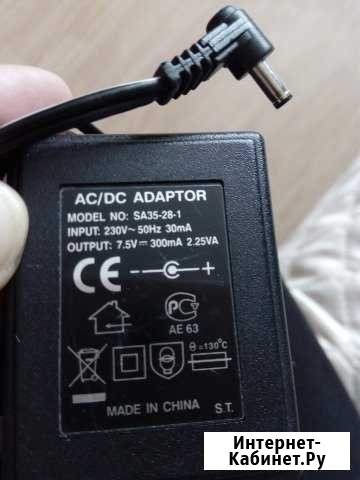 AC/DC ADAPTOR
MODEL NO: SA35-28-1
INPUT: 230V~50Hz 30mA
OUTPUT: 7.5V⎓300mA 2.25VA
CE - +
РС
AE 63
θ=130°C
MADE IN CHINA S.T.
Интернет-
Кабинет.Ру